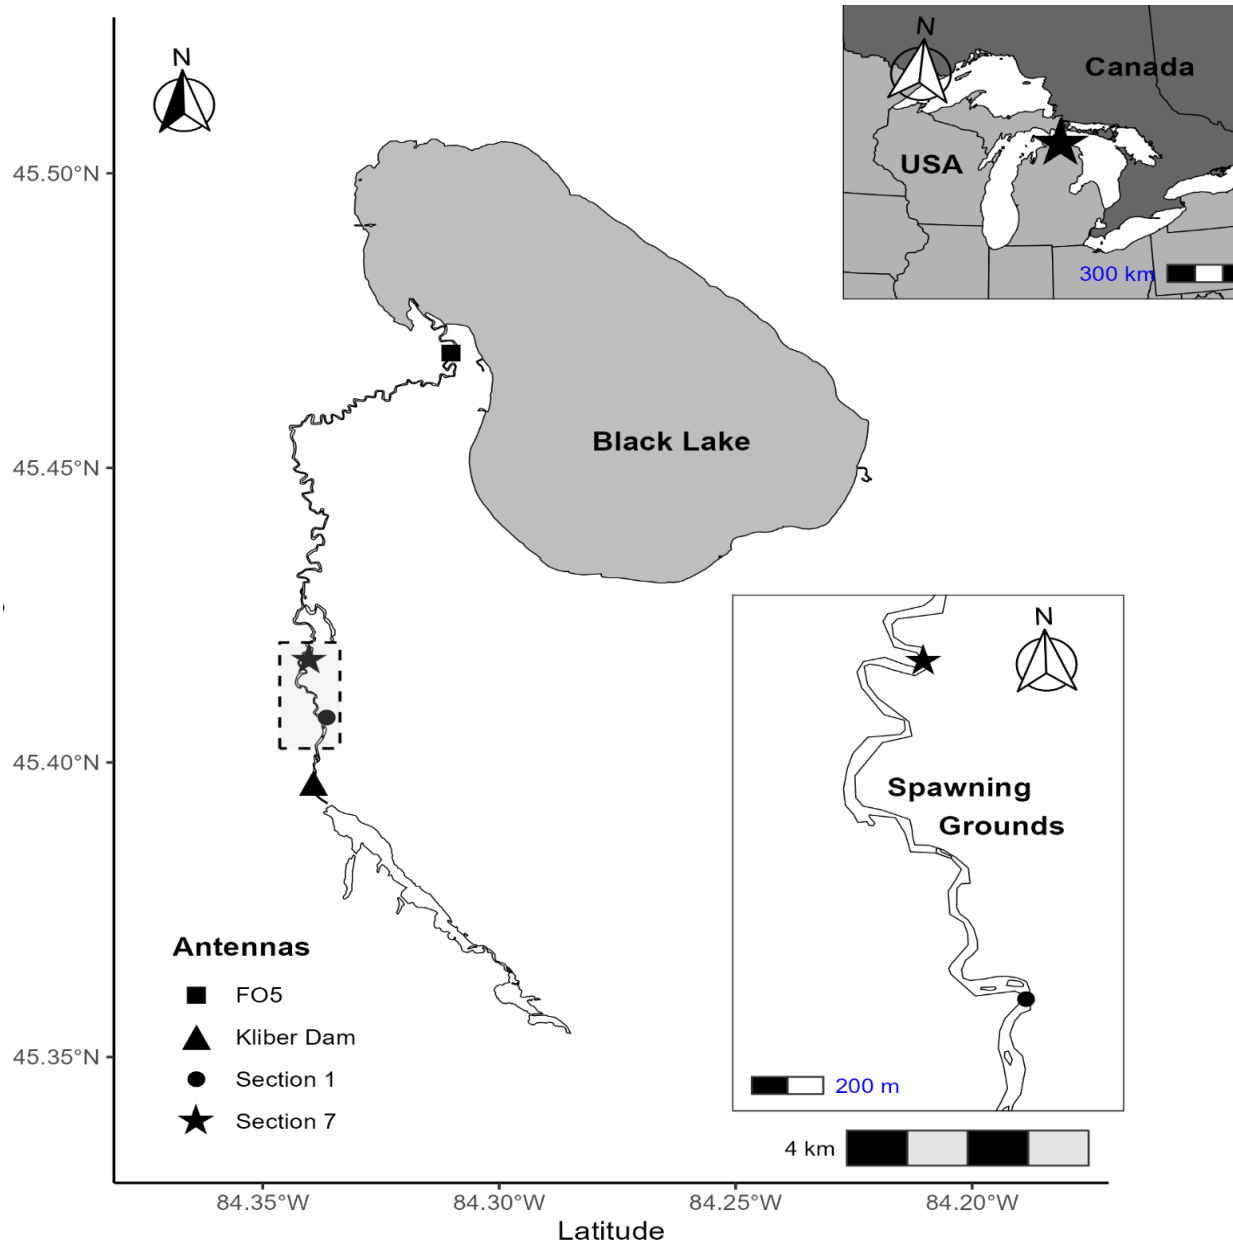 N
45.50°N
45.45°N
45.40°N
45.35°N
Black Lake
N
Canada
USA
300 km
N
Spawning
Grounds
200 m
4 km
Antennas
FO5
Kliber Dam
Section 1
Section 7
84.35°W
84.30°W
84.25°W
84.20°W
Latitude